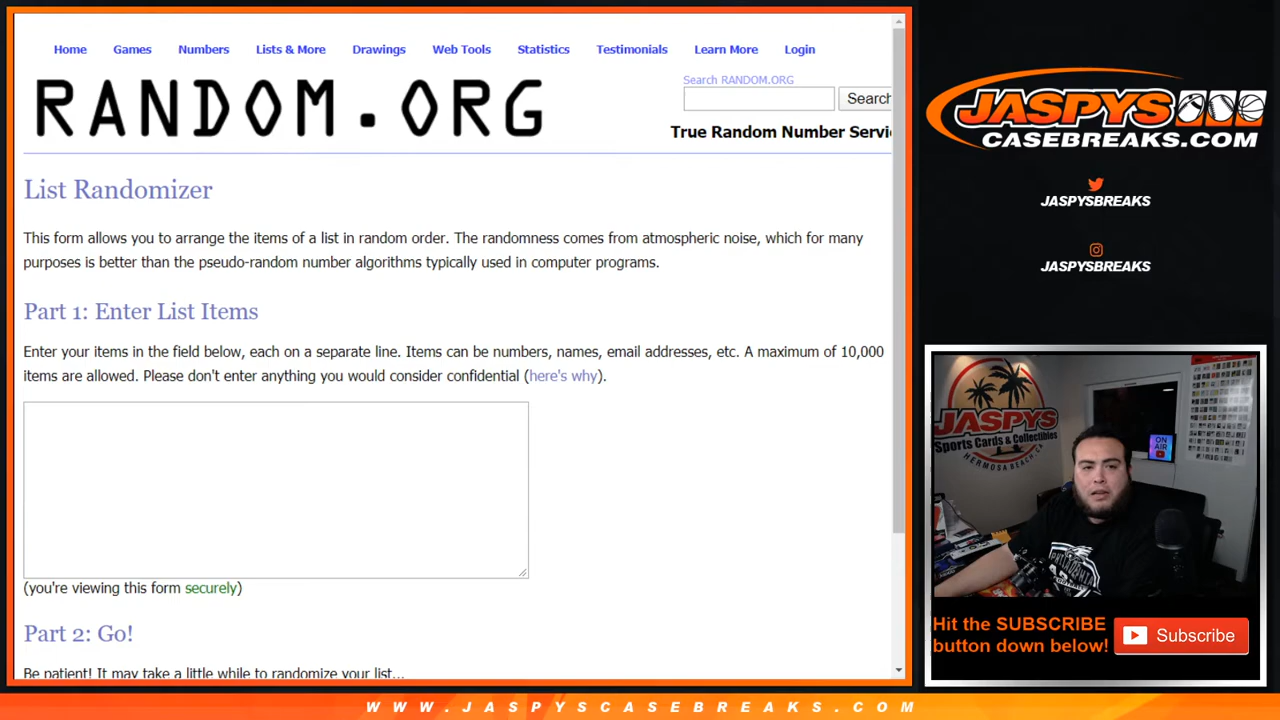 Home Games Numbers Lists & More Drawings Web Tools Statistics Testimonials Learn More Login
RANDOM.ORG
Search RANDOM.ORG
Search
True Random Number Servi
List Randomizer
This form allows you to arrange the items of a list in random order. The randomness comes from atmospheric noise, which for many
purposes is better than the pseudo-random number algorithms typically used in computer programs.
Part 1: Enter List Items
Enter your items in the field below, each on a separate line. Items can be numbers, names, email addresses, etc. A maximum of 10,000
items are allowed. Please don't enter anything you would consider confidential (here's why).
(you're viewing this form securely)
Part 2: Go!
Be patient! It may take a little while to randomize your list...
JASPYS
CASEBREAKS.COM
JASPYSBREAKS
JASPYSBREAKS
JASPYS
Sports Cards & Collectibles
HERMOSA BEACH, CA
ON
AIR
PHILADELPHIA
Hit the SUBSCRIBE
button down below!
Subscribe
WWW.JASPYSCASEBREAKS.COM